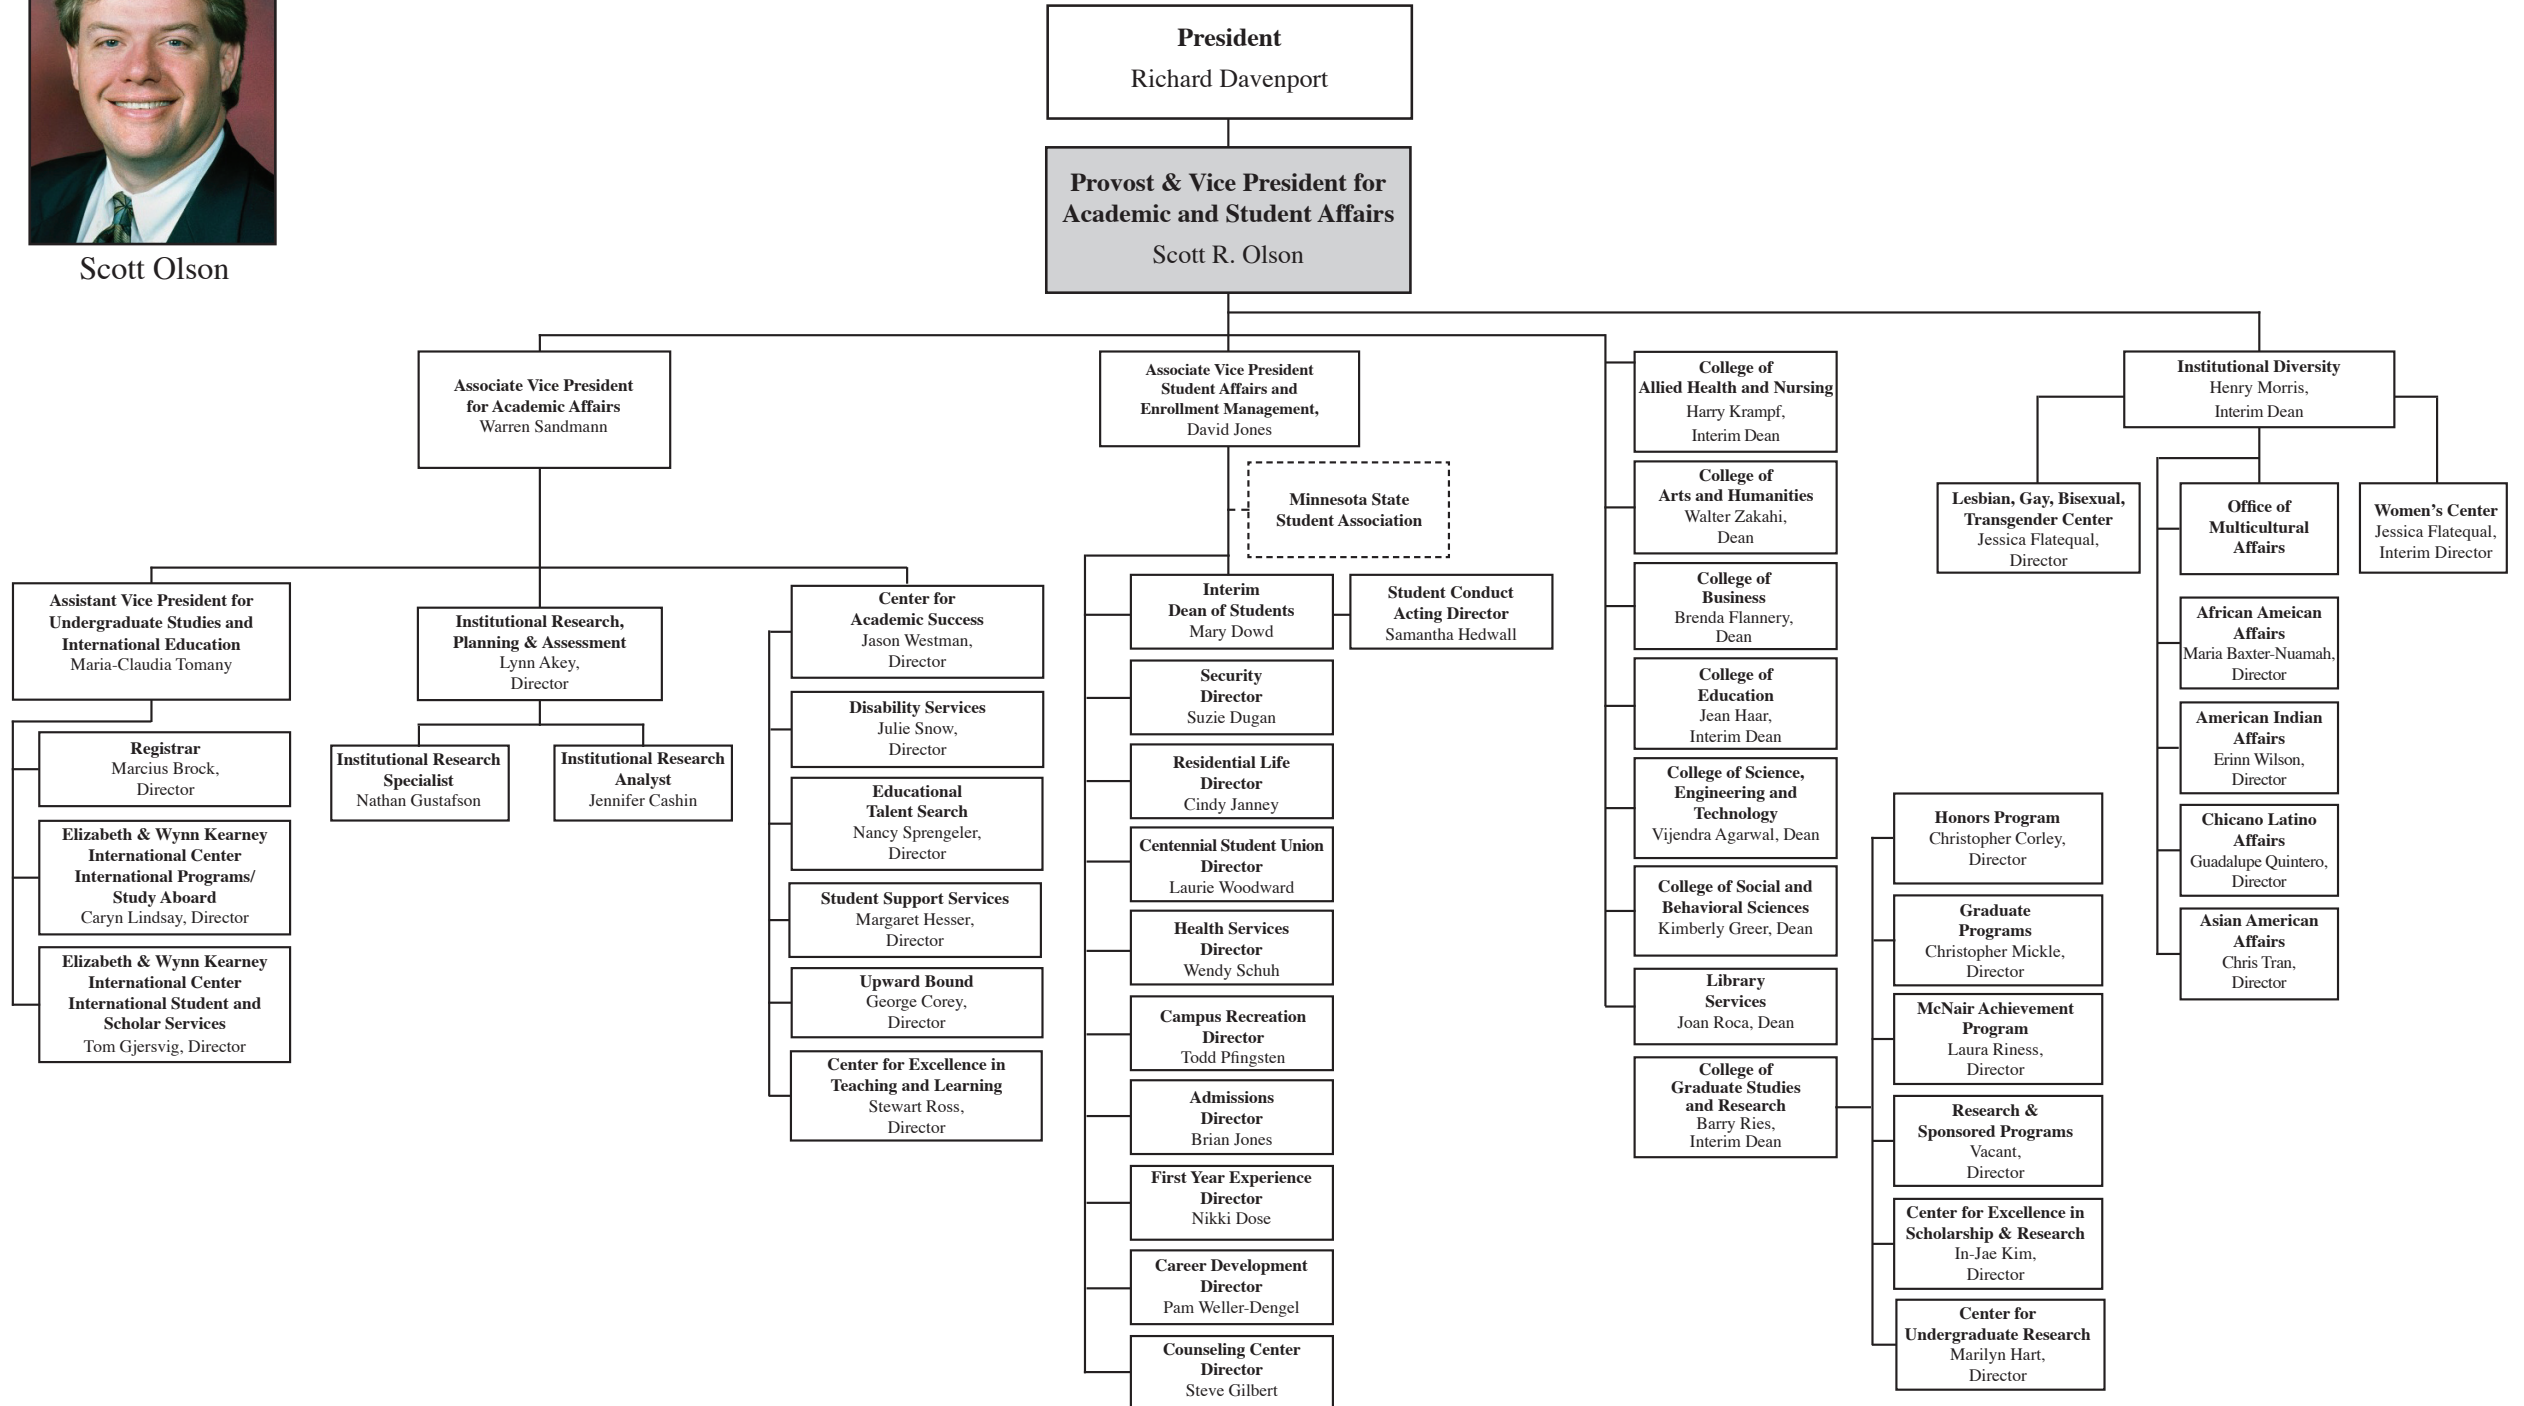 Scott Olson
President
Richard Davenport
Provost & Vice President for
Academic and Student Affairs
Scott R. Olson
Associate Vice President
for Academic Affairs
Warren Sandmann
Assistant Vice President for
Undergraduate Studies and
International Education
Maria-Claudia Tomany
Registrar
Marcius Brock,
Director
Elizabeth & Wynn Kearney
International Center
International Programs/
Study Aboard
Caryn Lindsay, Director
Elizabeth & Wynn Kearney
International Center
International Student and
Scholar Services
Tom Gjersvig, Director
Institutional Research,
Planning & Assessment
Lynn Akey,
Director
Institutional Research
Specialist
Nathan Gustafson
Institutional Research
Analyst
Jennifer Cashin
Center for
Academic Success
Jason Westman,
Director
Disability Services
Julie Snow,
Director
Educational
Talent Search
Nancy Sprengeler,
Director
Student Support Services
Margaret Hesser,
Director
Upward Bound
George Corey,
Director
Center for Excellence in
Teaching and Learning
Stewart Ross,
Director
Associate Vice President
Student Affairs and
Enrollment Management,
David Jones
Minnesota State
Student Association
Interim
Dean of Students
Mary Dowd
Student Conduct
Acting Director
Samantha Hedwall
Security
Director
Suzie Dugan
Residential Life
Director
Cindy Janney
Centennial Student Union
Director
Laurie Woodward
Health Services
Director
Wendy Schuh
Campus Recreation
Director
Todd Pfingsten
Admissions
Director
Brian Jones
First Year Experience
Director
Nikki Dose
Career Development
Director
Pam Weller-Dengel
Counseling Center
Director
Steve Gilbert
College of
Allied Health and Nursing
Harry Krampf,
Interim Dean
College of
Arts and Humanities
Walter Zakahi,
Dean
College of
Business
Brenda Flannery,
Dean
College of
Education
Jean Haar,
Interim Dean
College of Science,
Engineering and
Technology
Vijendra Agarwal, Dean
College of Social and
Behavioral Sciences
Kimberly Greer, Dean
Library
Services
Joan Roca, Dean
College of
Graduate Studies
and Research
Barry Ries,
Interim Dean
Honors Program
Christopher Corley,
Director
Graduate
Programs
Christopher Mickle,
Director
McNair Achievement
Program
Laura Riness,
Director
Research &
Sponsored Programs
Vacant,
Director
Center for Excellence in
Scholarship & Research
In-Jae Kim,
Director
Center for
Undergraduate Research
Marilyn Hart,
Director
Institutional Diversity
Henry Morris,
Interim Dean
Lesbian, Gay, Bisexual,
Transgender Center
Jessica Flatequal,
Director
Office of
Multicultural
Affairs
Women's Center
Jessica Flatequal,
Interim Director
African Ameican
Affairs
Maria Baxter-Nuamah,
Director
American Indian
Affairs
Erinn Wilson,
Director
Chicano Latino
Affairs
Guadalupe Quintero,
Director
Asian American
Affairs
Chris Tran,
Director